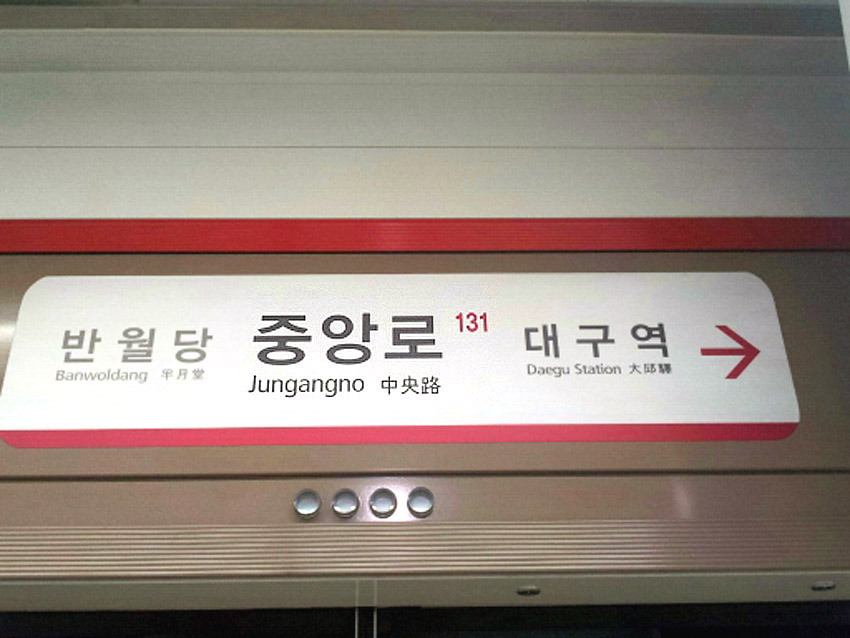 반월당
Banwoldang 半月堂
중앙로 131
Jungangno 中央路
대구역
Daegu Station 大邱驛